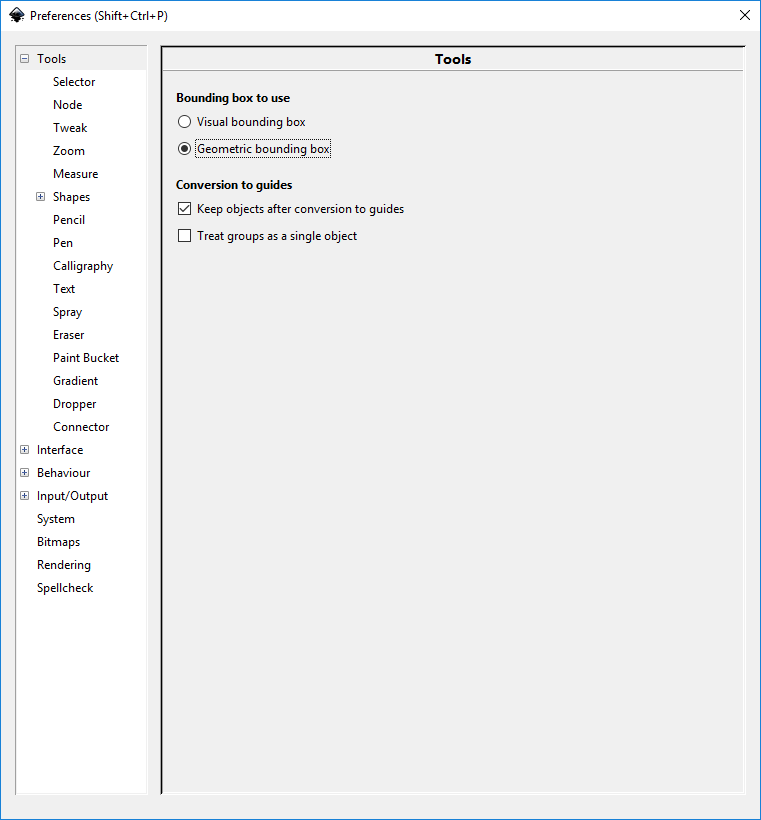 Preferences (Shift+Ctrl+P)
Tools
Selector
Node
Tweak
Zoom
Measure
Shapes
Pencil
Pen
Calligraphy
Text
Spray
Eraser
Paint Bucket
Gradient
Dropper
Connector
Interface
Behaviour
Input/Output
System
Bitmaps
Rendering
Spellcheck
Tools
Bounding box to use
Visual bounding box
Geometric bounding box
Conversion to guides
Keep objects after conversion to guides
Treat groups as a single object